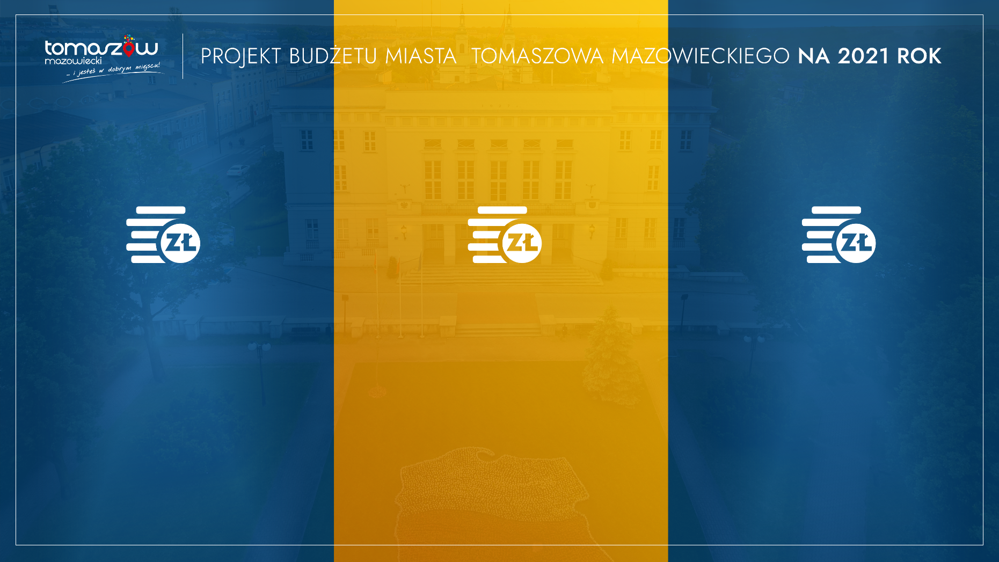 tomaszów
mazowiecki
– i jesteś w dobrym miejscu!
PROJEKT BUDŻETU MIASTA TOMASZOWA MAZOWIECKIEGO NA 2021 ROK
ZŁ
ZŁ
ZŁ